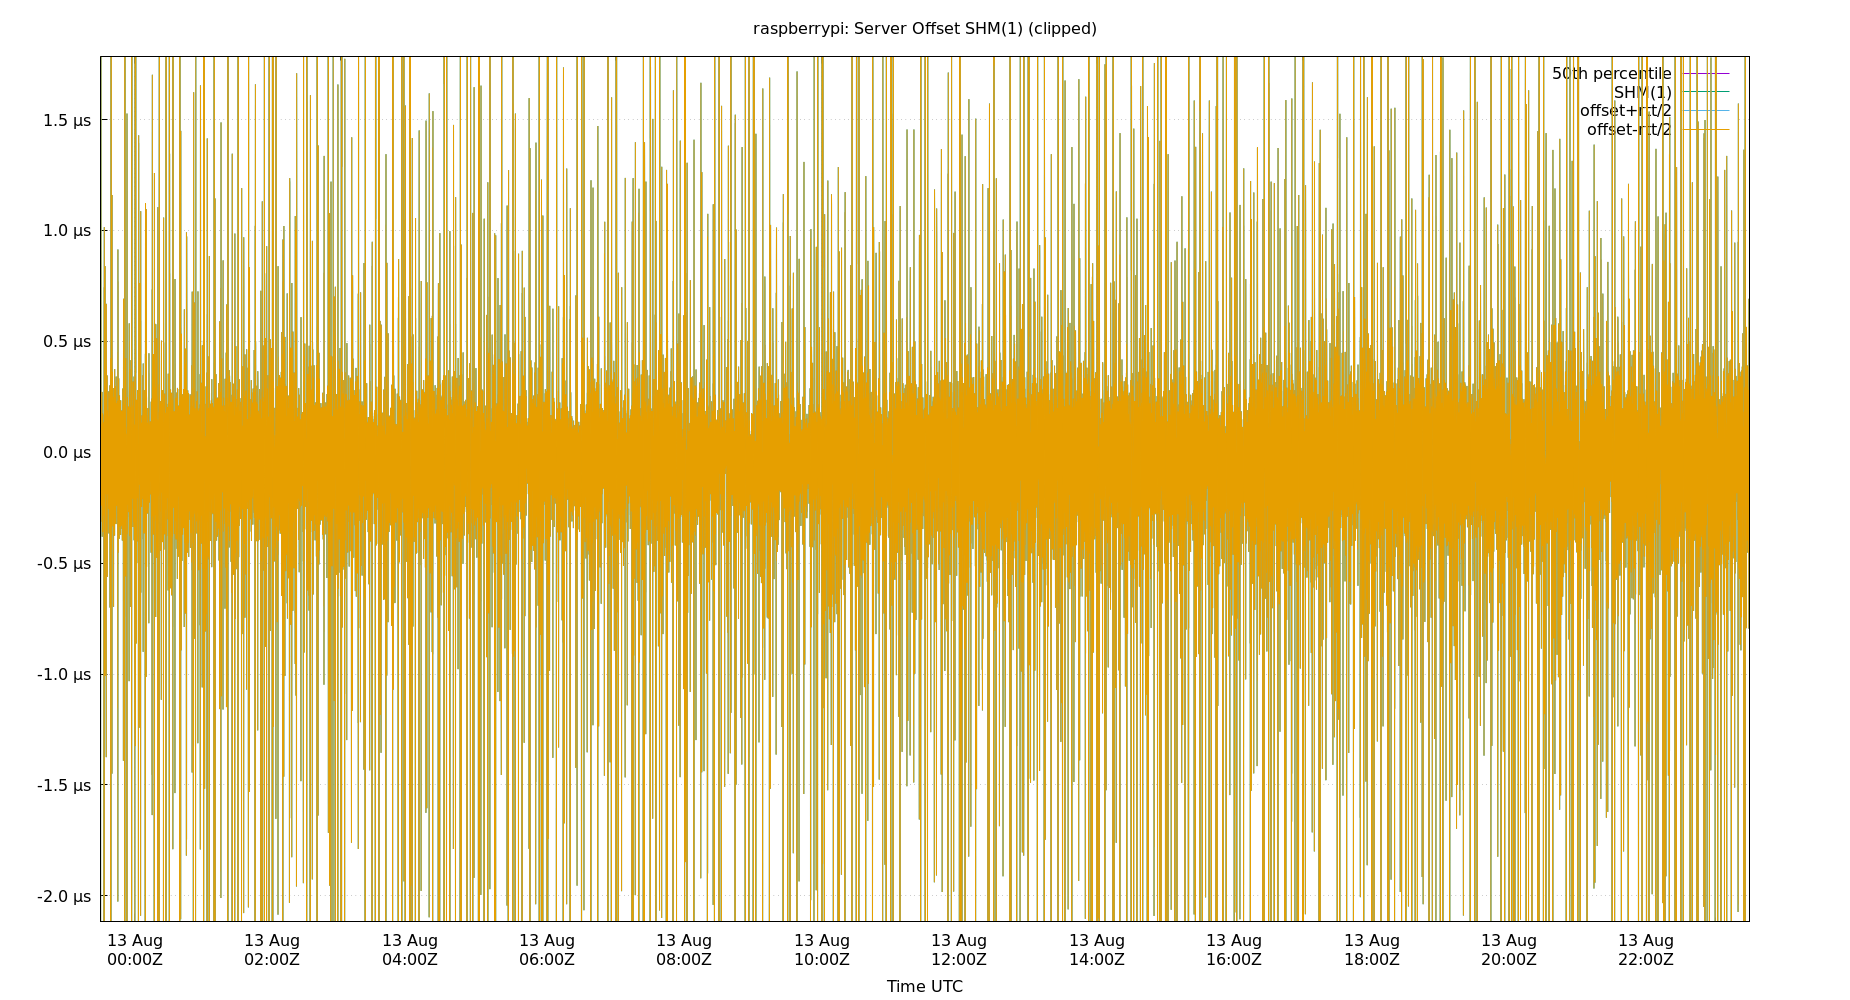 raspberrypi: Server Offset SHM(1) (clipped)
50th percentile
SHM(1)
offset+rtt/2
offset-rtt/2
1.5 µs
1.0 µs
0.5 µs
0.0 µs
-0.5 µs
-1.0 µs
-1.5 µs
-2.0 µs
13 Aug 13 Aug 13 Aug 13 Aug 13 Aug 13 Aug 13 Aug 13 Aug 13 Aug 13 Aug 13 Aug 13 Aug
00:00Z 02:00Z 04:00Z 06:00Z 08:00Z 10:00Z 12:00Z 14:00Z 16:00Z 18:00Z 20:00Z 22:00Z
Time UTC